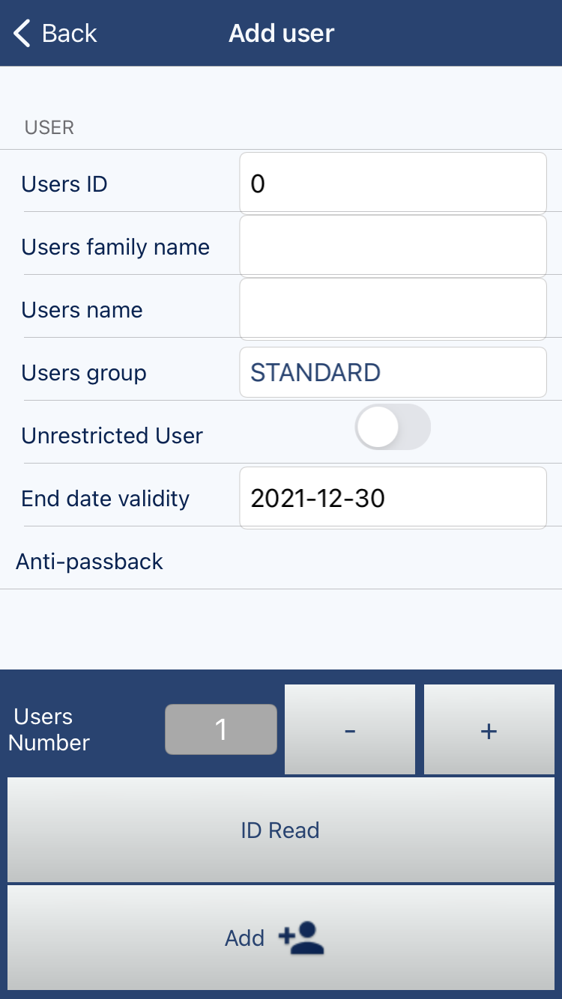 Back
Add user
USER
Users ID
0
Users family name
Users name
Users group
STANDARD
Unrestricted User
End date validity
2021-12-30
Anti-passback
Users
Number
1
-
+
ID Read
Add